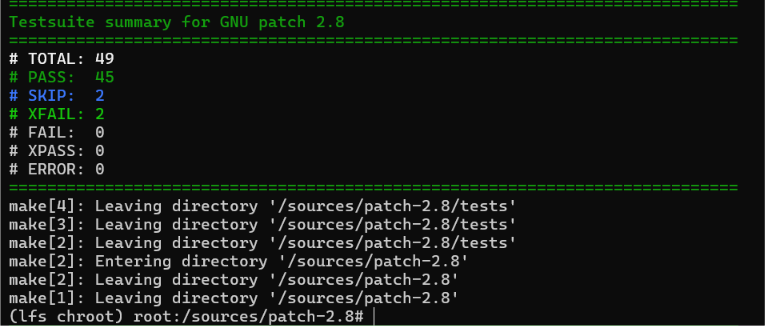 ================================================================================
Testsuite summary for GNU patch 2.8
================================================================================
# TOTAL: 49
# PASS:  45
# SKIP:  2
# XFAIL: 2
# FAIL:  0
# XPASS: 0
# ERROR: 0
================================================================================
make[4]: Leaving directory '/sources/patch-2.8/tests'
make[3]: Leaving directory '/sources/patch-2.8/tests'
make[2]: Leaving directory '/sources/patch-2.8/tests'
make[2]: Entering directory '/sources/patch-2.8'
make[2]: Leaving directory '/sources/patch-2.8'
make[1]: Leaving directory '/sources/patch-2.8'
(lfs chroot) root:/sources/patch-2.8#